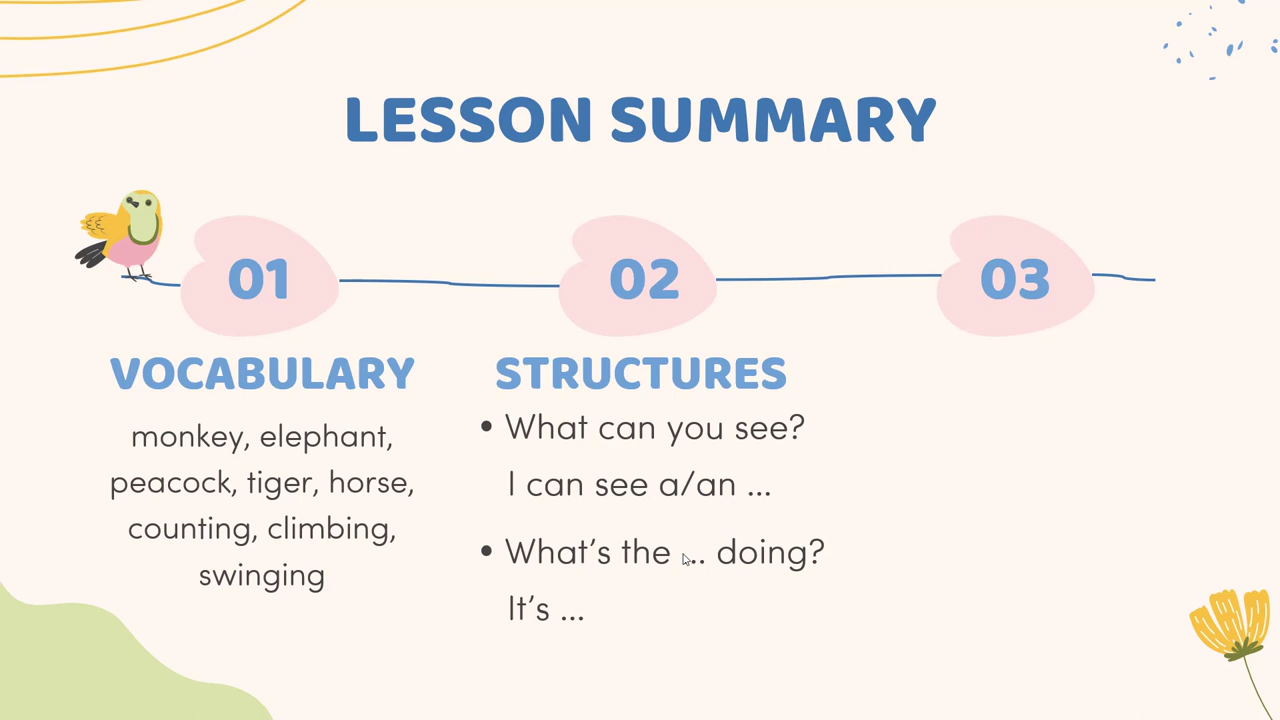 LESSON SUMMARY
01
02
03
VOCABULARY
monkey, elephant,
peacock, tiger, horse,
counting, climbing,
swinging
STRUCTURES
• What can you see?
I can see a/an ...
• What's the ... doing?
It's ...